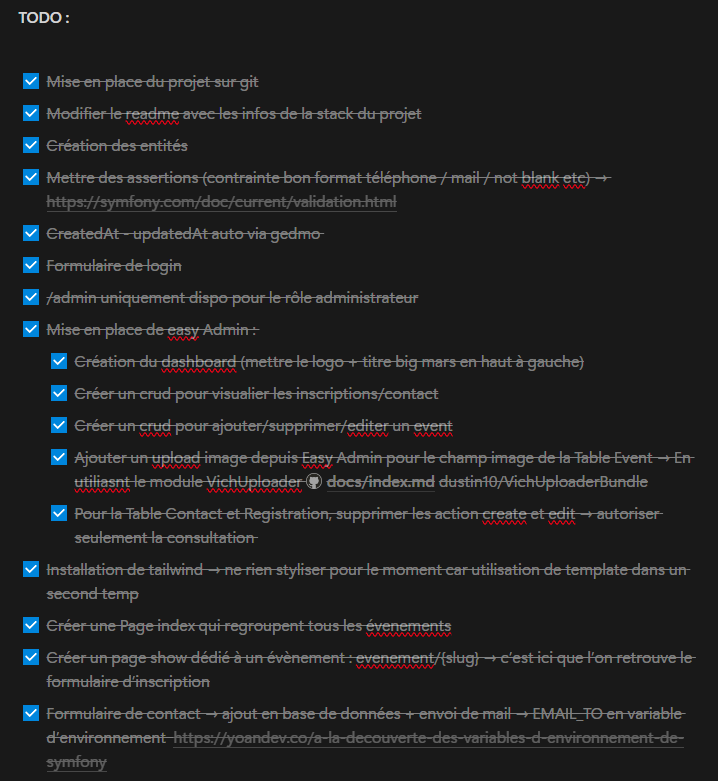 TODO :
Mise en place du projet sur git
Modifier le readme avec les infos de la stack du projet
Création des entités
Mettre des assertions (contrainte bon format téléphone / mail / not blank etc) →
https://symfony.com/doc/current/validation.html
CreatedAt - updatedAt auto via gedmo
Formulaire de login
/admin uniquement dispo pour le rôle administrateur
Mise en place de easy Admin :
Création du dashboard (mettre le logo + titre big mars en haut à gauche)
Créer un crud pour visualier les inscriptions/contact
Créer un crud pour ajouter/supprimer/editer un event
Ajouter un upload image depuis Easy Admin pour le champ image de la Table Event → En
utiliasnt le module VichUploader docs/index.md dustin10/VichUploaderBundle
Pour la Table Contact et Registration, supprimer les action create et edit → autoriser
seulement la consultation
Installation de tailwind → ne rien styliser pour le moment car utilisation de template dans un
second temp
Créer une Page index qui regroupent tous les évenements
Créer un page show dédié à un évènement : evenement/{slug} → c’est ici que l’on retrouve le
formulaire d’inscription
Formulaire de contact → ajout en base de données + envoi de mail → EMAIL_TO en variable
d’environnement https://yoandev.co/a-la-decouverte-des-variables-d-environnement-de-
symfony